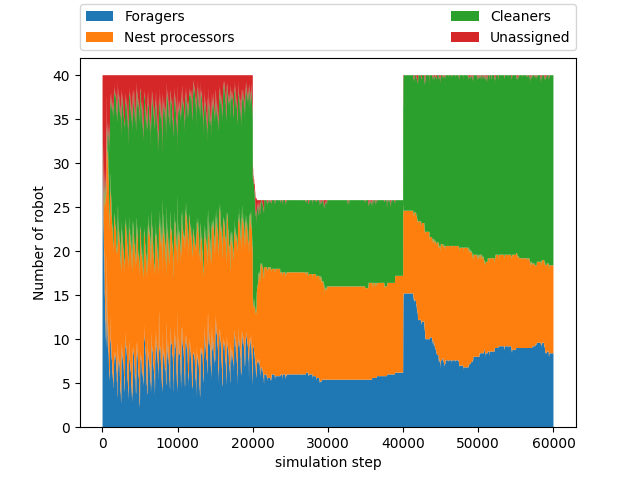 Foragers
Nest processors
Cleaners
Unassigned
40
35
30
25
20
15
10
5
0
Number of robot
0 10000 20000 30000 40000 50000 60000
simulation step